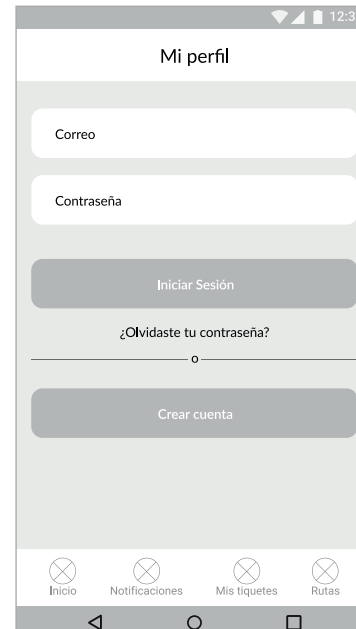 12:3
Mi perfil
Correo
Contraseña
Iniciar Sesión
¿Olvidaste tu contraseña?
o
Crear cuenta
Inicio Notificaciones Mis tiquetes Rutas